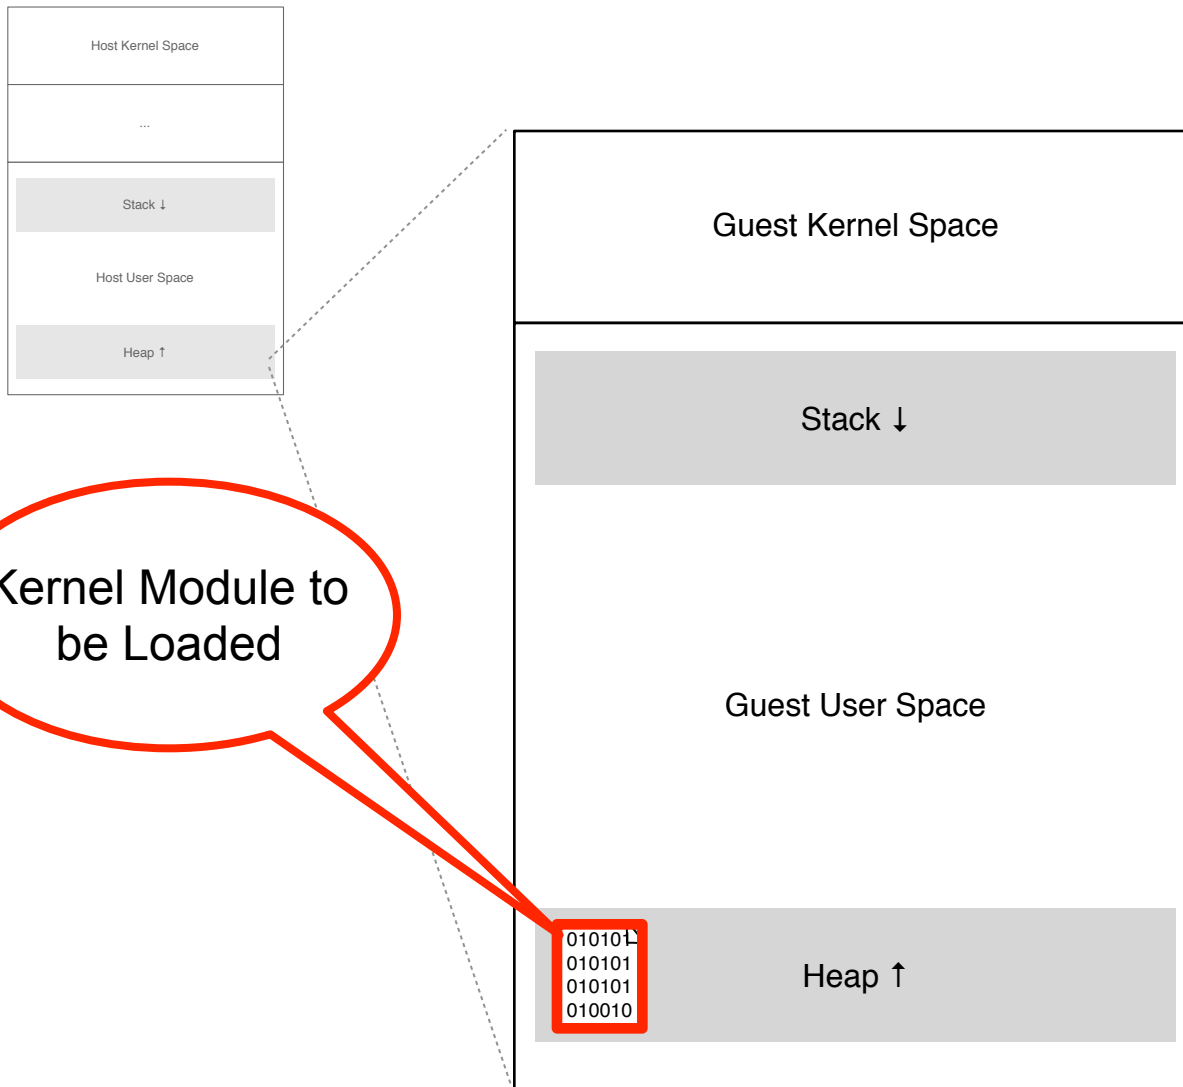 Host Kernel Space
...
Stack ↓
Host User Space
Heap ↑
Guest Kernel Space
Stack ↓
Kernel Module to
be Loaded
Guest User Space
010101
010101
010101
010010
Heap ↑